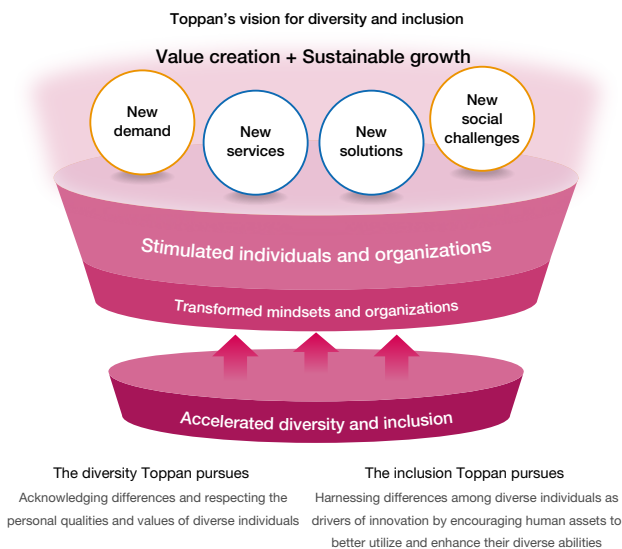 Toppan’s vision for diversity and inclusion
Value creation + Sustainable growth
New
demand
New
services
New
solutions
New
social
challenges
Stimulated individuals and organizations
Transformed mindsets and organizations
Accelerated diversity and inclusion
The diversity Toppan pursues
Acknowledging differences and respecting the
personal qualities and values of diverse individuals
The inclusion Toppan pursues
Harnessing differences among diverse individuals as
drivers of innovation by encouraging human assets to
better utilize and enhance their diverse abilities